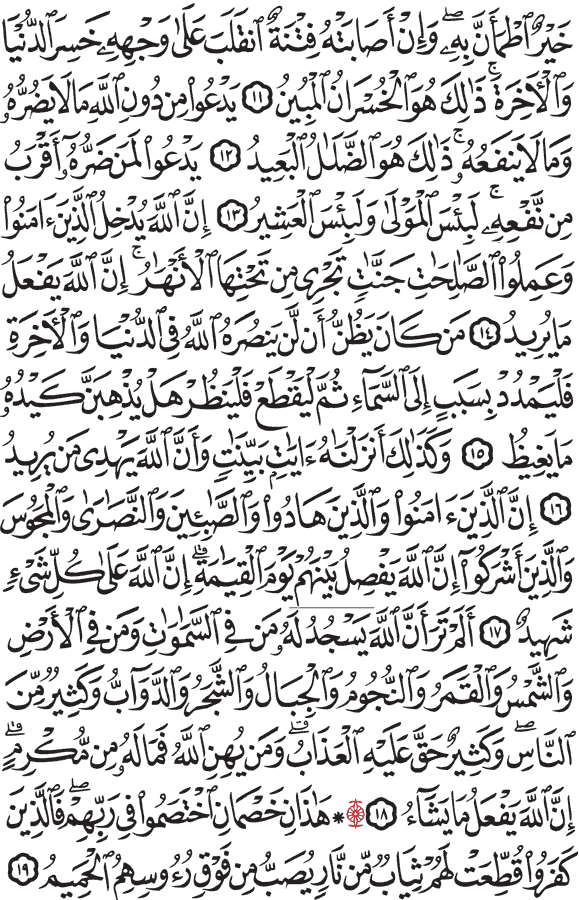 خَيْرٌ ٱطْمَأَنَّ بِهِۦۖ وَإِنْ أَصَابَتْهُ فِتْنَةٌ ٱنقَلَبَ عَلَىٰ وَجْهِهِۦ خَسِرَ ٱلدُّنْيَا
وَٱلْـَٔاخِرَةَۚ ذَٰلِكَ هُوَ ٱلْخُسْرَانُ ٱلْمُبِينُ ١١ يَدْعُوا۟ مِن دُونِ ٱللَّهِ مَا لَا يَضُرُّهُۥ
وَمَا لَا يَنفَعُهُۥۚ ذَٰلِكَ هُوَ ٱلضَّلَـٰلُ ٱلْبَعِيدُ ١٢ يَدْعُوا۟ لَمَن ضَرُّهُۥٓ أَقْرَبُ
مِن نَّفْعِهِۦۚ لَبِئْسَ ٱلْمَوْلَىٰ وَلَبِئْسَ ٱلْعَشِيرُ ١٣ إِنَّ ٱللَّهَ يُدْخِلُ ٱلَّذِينَ ءَامَنُوا۟
وَعَمِلُوا۟ ٱلصَّـٰلِحَـٰتِ جَنَّـٰتٍ تَجْرِى مِن تَحْتِهَا ٱلْأَنْهَـٰرُۚ إِنَّ ٱللَّهَ يَفْعَلُ
مَا يُرِيدُ ١٤ مَن كَانَ يَظُنُّ أَن لَّن يَنصُرَهُ ٱللَّهُ فِى ٱلدُّنْيَا وَٱلْـَٔاخِرَةِ
فَلْيَمْدُدْ بِسَبَبٍ إِلَى ٱلسَّمَآءِ ثُمَّ لْيَقْطَعْ فَلْيَنظُرْ هَلْ يُذْهِبَنَّ كَيْدُهُۥ
مَا يَغِيظُ ١٥ وَكَذَٰلِكَ أَنزَلْنَـٰهُ ءَايَـٰتٍۭ بَيِّنَـٰتٍ وَأَنَّ ٱللَّهَ يَهْدِى مَن يُرِيدُ
١٦ إِنَّ ٱلَّذِينَ ءَامَنُوا۟ وَٱلَّذِينَ هَادُوا۟ وَٱلصَّـٰبِـِٔينَ وَٱلنَّصَـٰرَىٰ وَٱلْمَجُوسَ
وَٱلَّذِينَ أَشْرَكُوٓا۟ إِنَّ ٱللَّهَ يَفْصِلُ بَيْنَهُمْ يَوْمَ ٱلْقِيَـٰمَةِۚ إِنَّ ٱللَّهَ عَلَىٰ كُلِّ شَىْءٍ
شَهِيدٌ ١٧ أَلَمْ تَرَ أَنَّ ٱللَّهَ يَسْجُدُ لَهُۥ مَن فِى ٱلسَّمَـٰوَٰتِ وَمَن فِى ٱلْأَرْضِ
وَٱلشَّمْسُ وَٱلْقَمَرُ وَٱلنُّجُومُ وَٱلْجِبَالُ وَٱلشَّجَرُ وَٱلدَّوَآبُّ وَكَثِيرٌ مِّنَ
ٱلنَّاسِۖ وَكَثِيرٌ حَقَّ عَلَيْهِ ٱلْعَذَابُۗ وَمَن يُهِنِ ٱللَّهُ فَمَا لَهُۥ مِن مُّكْرِمٍۚ
إِنَّ ٱللَّهَ يَفْعَلُ مَا يَشَآءُ ١٨ * هَـٰذَانِ خَصْمَانِ ٱخْتَصَمُوا۟ فِى رَبِّهِمْۖ فَٱلَّذِينَ
كَفَرُوا۟ قُطِّعَتْ لَهُمْ ثِيَابٌ مِّن نَّارٍ يُصَبُّ مِن فَوْقِ رُءُوسِهِمُ ٱلْحَمِيمُ ١٩